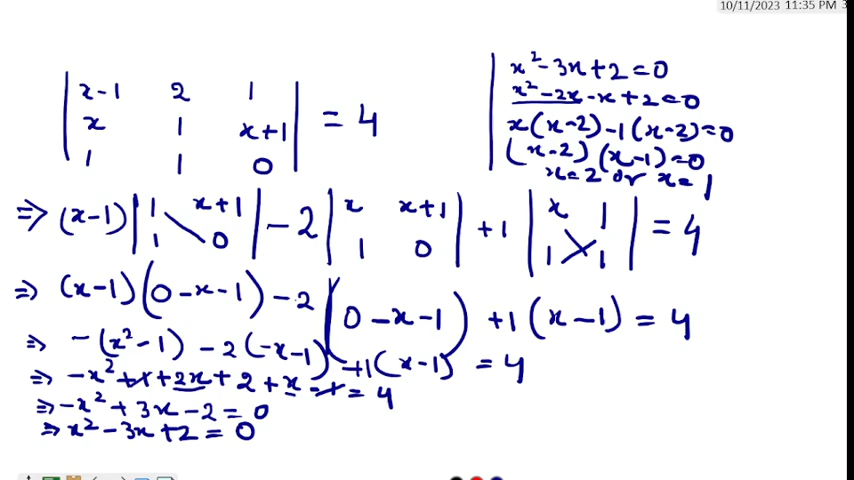 10/11/2023 11:35 PM 3
| x-1 2 1 |
| x 1 x+1 | = 4
| 1 1 0 |
x² - 3x + 2 = 0
x² - 2x - x + 2 = 0
x(x-2) - 1(x-2) = 0
(x-2) (x-1) = 0
x = 2 or x = 1
⇒ (x-1) | 1 x+1 | - 2 | x x+1 | + 1 | x 1 | = 4
| 1 0 | | 1 0 | | 1 1 |
⇒ (x-1) (0-x-1) - 2 (0-x-1) + 1 (x-1) = 4
⇒ -(x²-1) - 2(-x-1) + 1(x-1) = 4
⇒ -x² + 1 + 2x + 2 + x - 1 = 4
⇒ -x² + 3x - 2 = 0
⇒ x² - 3x + 2 = 0